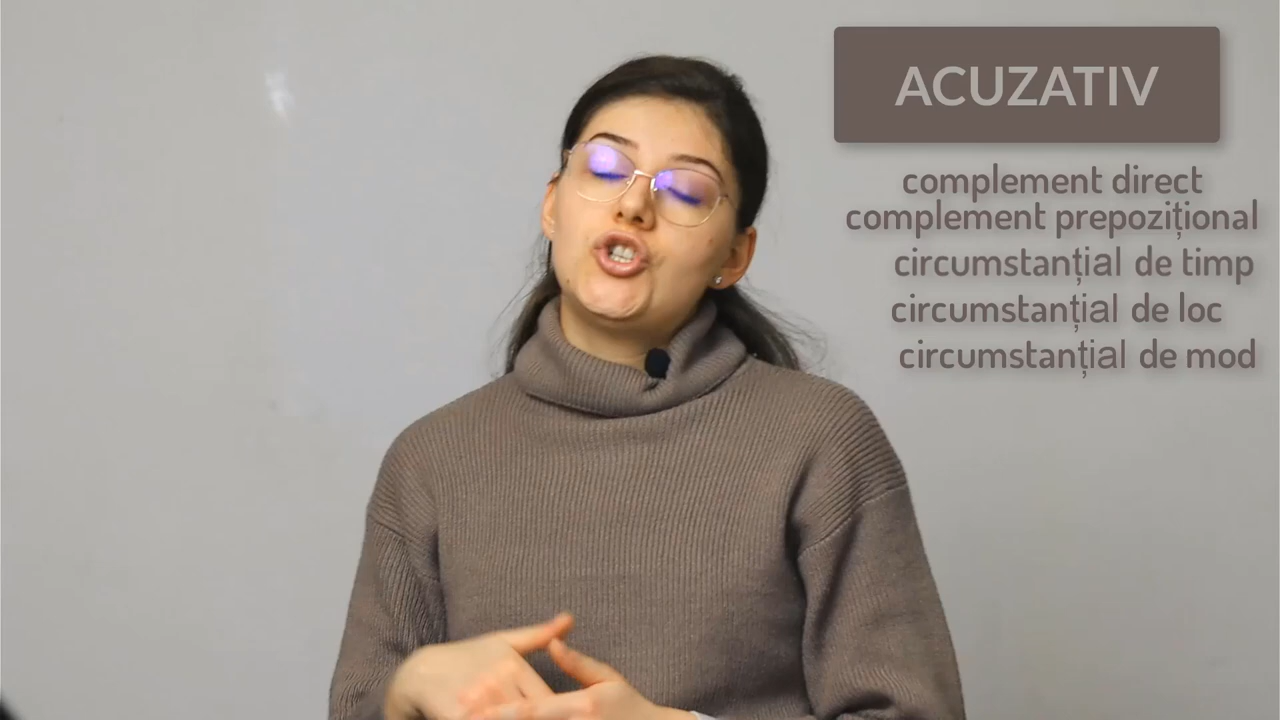 ACUZATIV
complement direct
complement prepozițional
circumstanțial de timp
circumstanțial de loc
circumstanțial de mod